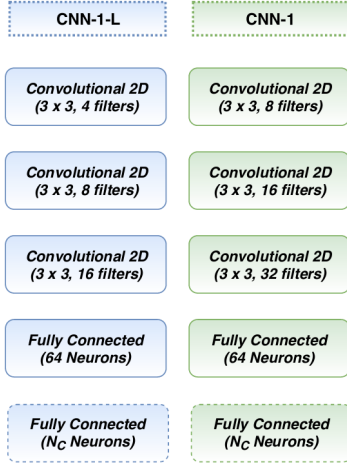 CNN-1-L
Convolutional 2D
(3 x 3, 4 filters)
Convolutional 2D
(3 x 3, 8 filters)
Convolutional 2D
(3 x 3, 16 filters)
Fully Connected
(64 Neurons)
Fully Connected
(N_C Neurons)
CNN-1
Convolutional 2D
(3 x 3, 8 filters)
Convolutional 2D
(3 x 3, 16 filters)
Convolutional 2D
(3 x 3, 32 filters)
Fully Connected
(64 Neurons)
Fully Connected
(N_C Neurons)